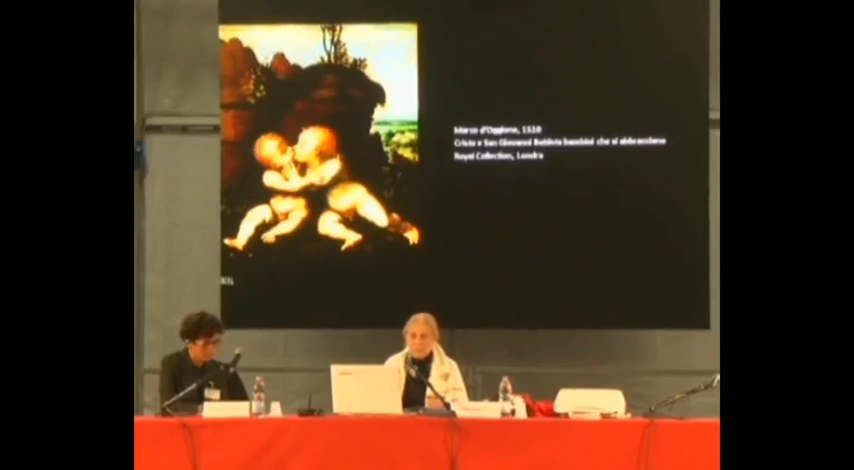 Marco d'Oggiono, 1510
Cristo e San Giovanni Battista bambini che si abbracciano
Royal Collection, Londra